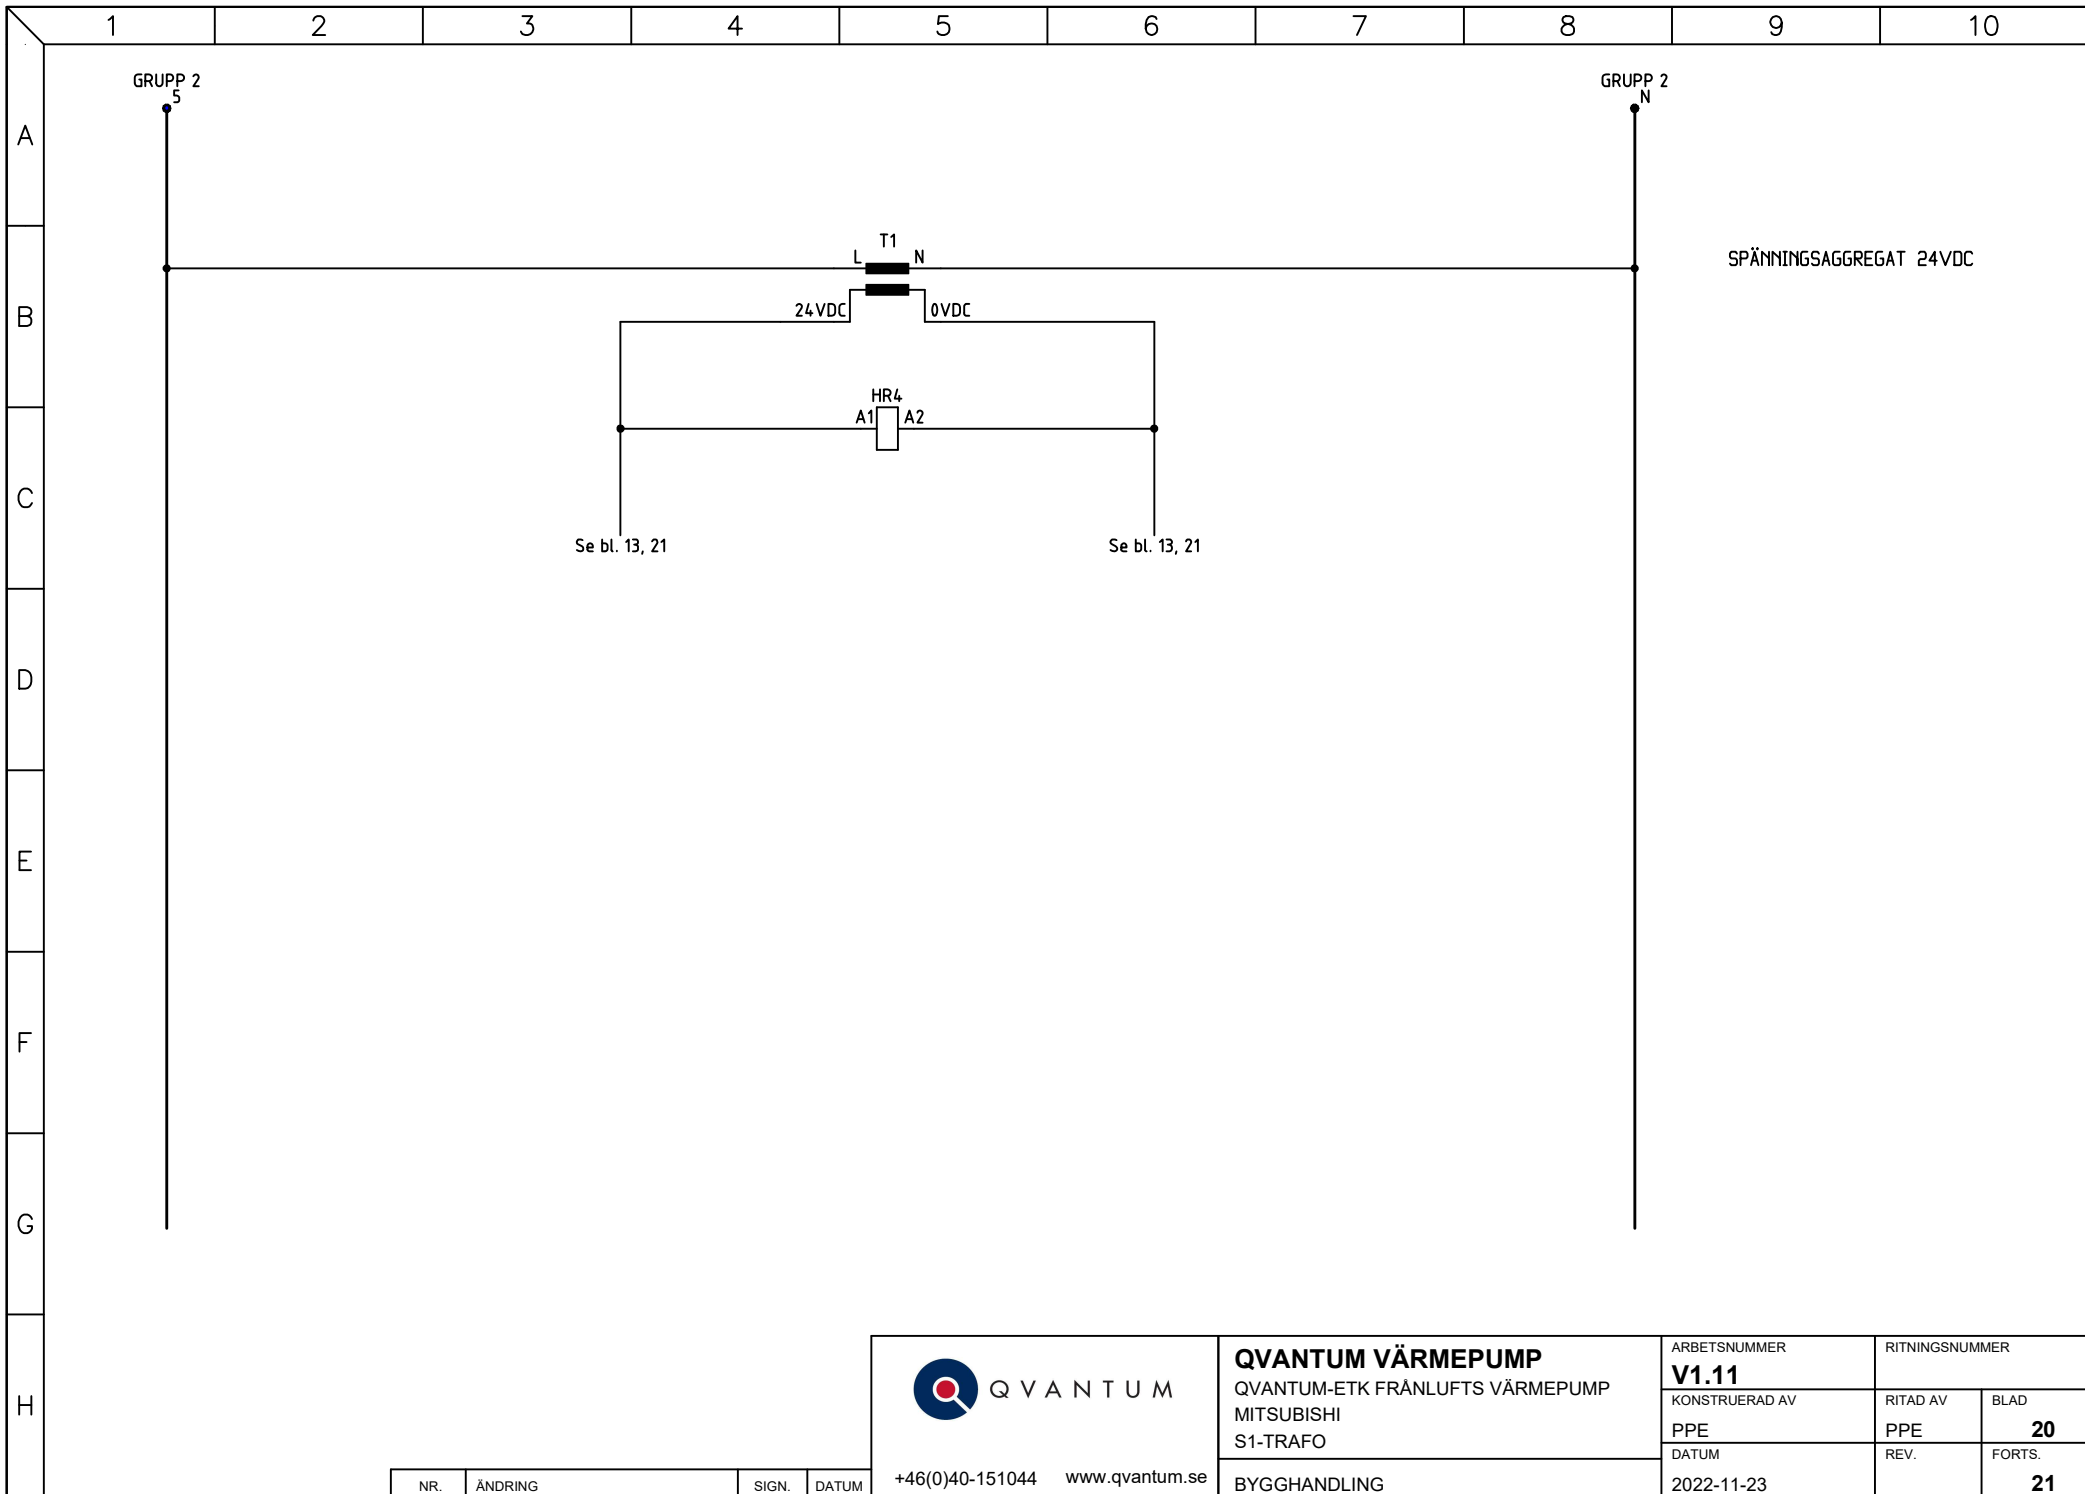 1 2 3 4 5 6 7 8 9 10
GRUPP 2
5
GRUPP 2
N
A
T1
L N
SPÄNNINGSAGGREGAT 24VDC
24VDC 0VDC
B
HR4
A1 A2
C
Se bl. 13, 21
Se bl. 13, 21
D
E
F
G
H
QVANTUM
+46(0)40-151044 www.qvantum.se
QVANTUM VÄRMEPUMP
QVANTUM-ETK FRÅNLUFTS VÄRMEPUMP
MITSUBISHI
S1-TRAFO
BYGGHANDLING
ARBETSNUMMER
V1.11
RITNINGSNUMMER
KONSTRUERAD AV
PPE
RITAD AV
PPE
BLAD
20
DATUM
2022-11-23
REV.
FORTS.
21
NR. ÄNDRING SIGN. DATUM